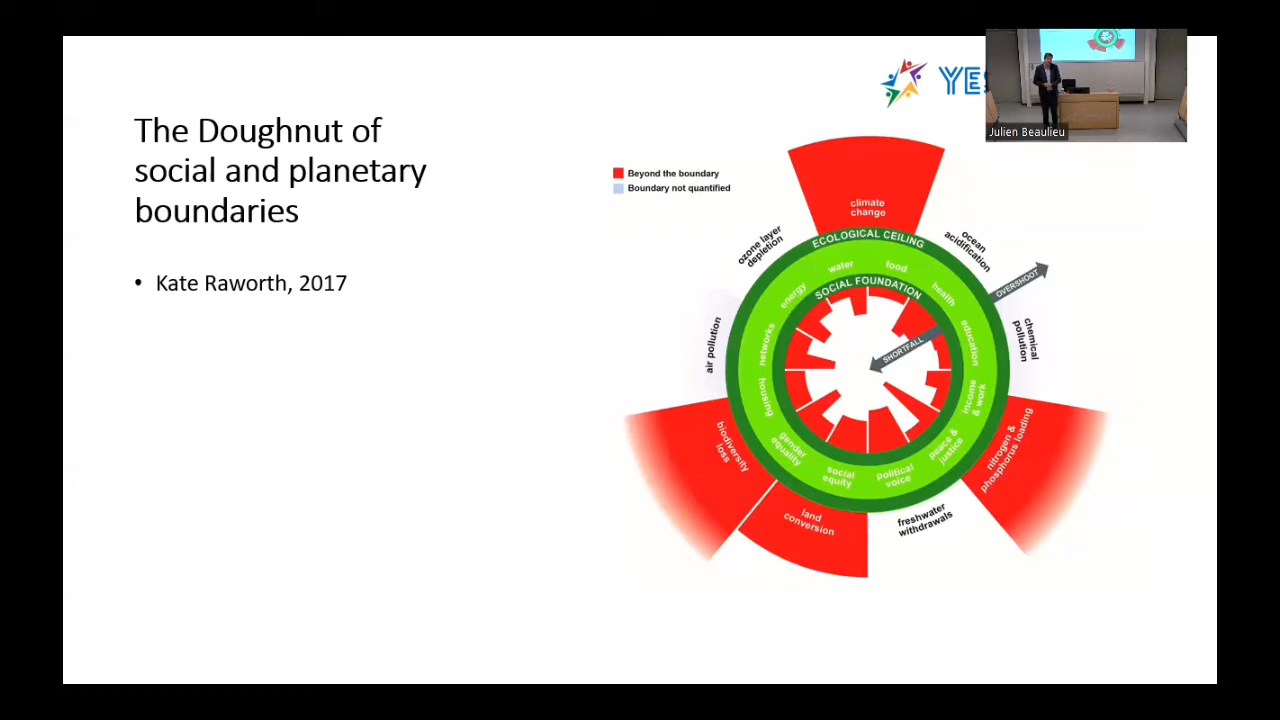 The Doughnut of
social and planetary
boundaries
• Kate Raworth, 2017
Julien Beaulieu
Beyond the boundary
Boundary not quantified
climate
change
ozone layer
depletion
ocean
acidification
ECOLOGICAL CEILING
OVERSHOOT
water
food
energy
health
SOCIAL FOUNDATION
air pollution
networks
SHORTFALL
education
chemical
pollution
housing
income
& work
biodiversity
loss
gender
equality
peace &
justice
nitrogen &
phosphorus loading
social
equity
political
voice
land
conversion
freshwater
withdrawals